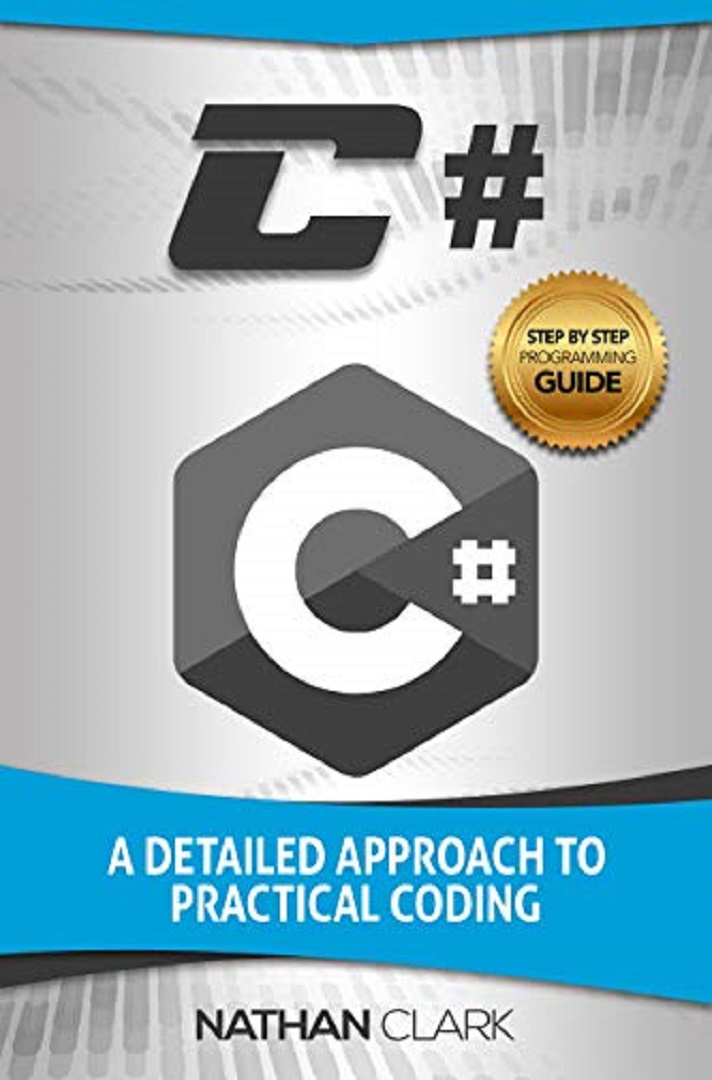 C#
STEP BY STEP
PROGRAMMING
GUIDE
C#
A DETAILED APPROACH TO
PRACTICAL CODING
NATHAN CLARK